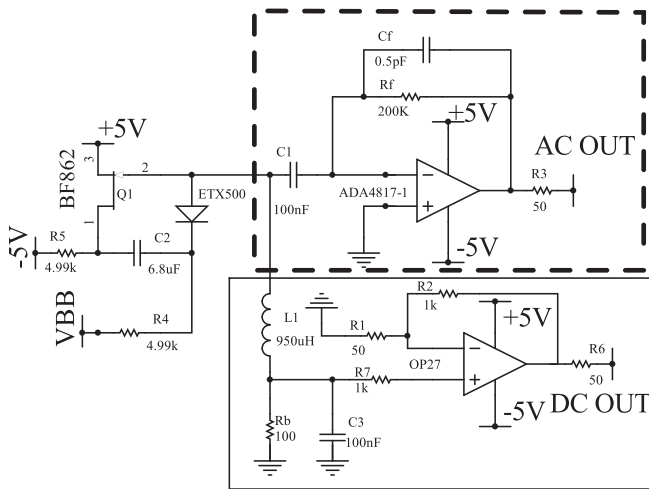 Cf
0.5pF
Rf
200K
+5V
AC OUT
+5V
BF862
3
2
Q1
1
ETX500
C1
100nF
ADA4817-1
R3
50
-5V
-5V
R5
4.99k
C2
6.8uF
VBB
R4
4.99k
L1
950uH
R2
1k
+5V
R1
50
OP27
R6
50
R7
1k
-5V
DC OUT
Rb
100
C3
100nF